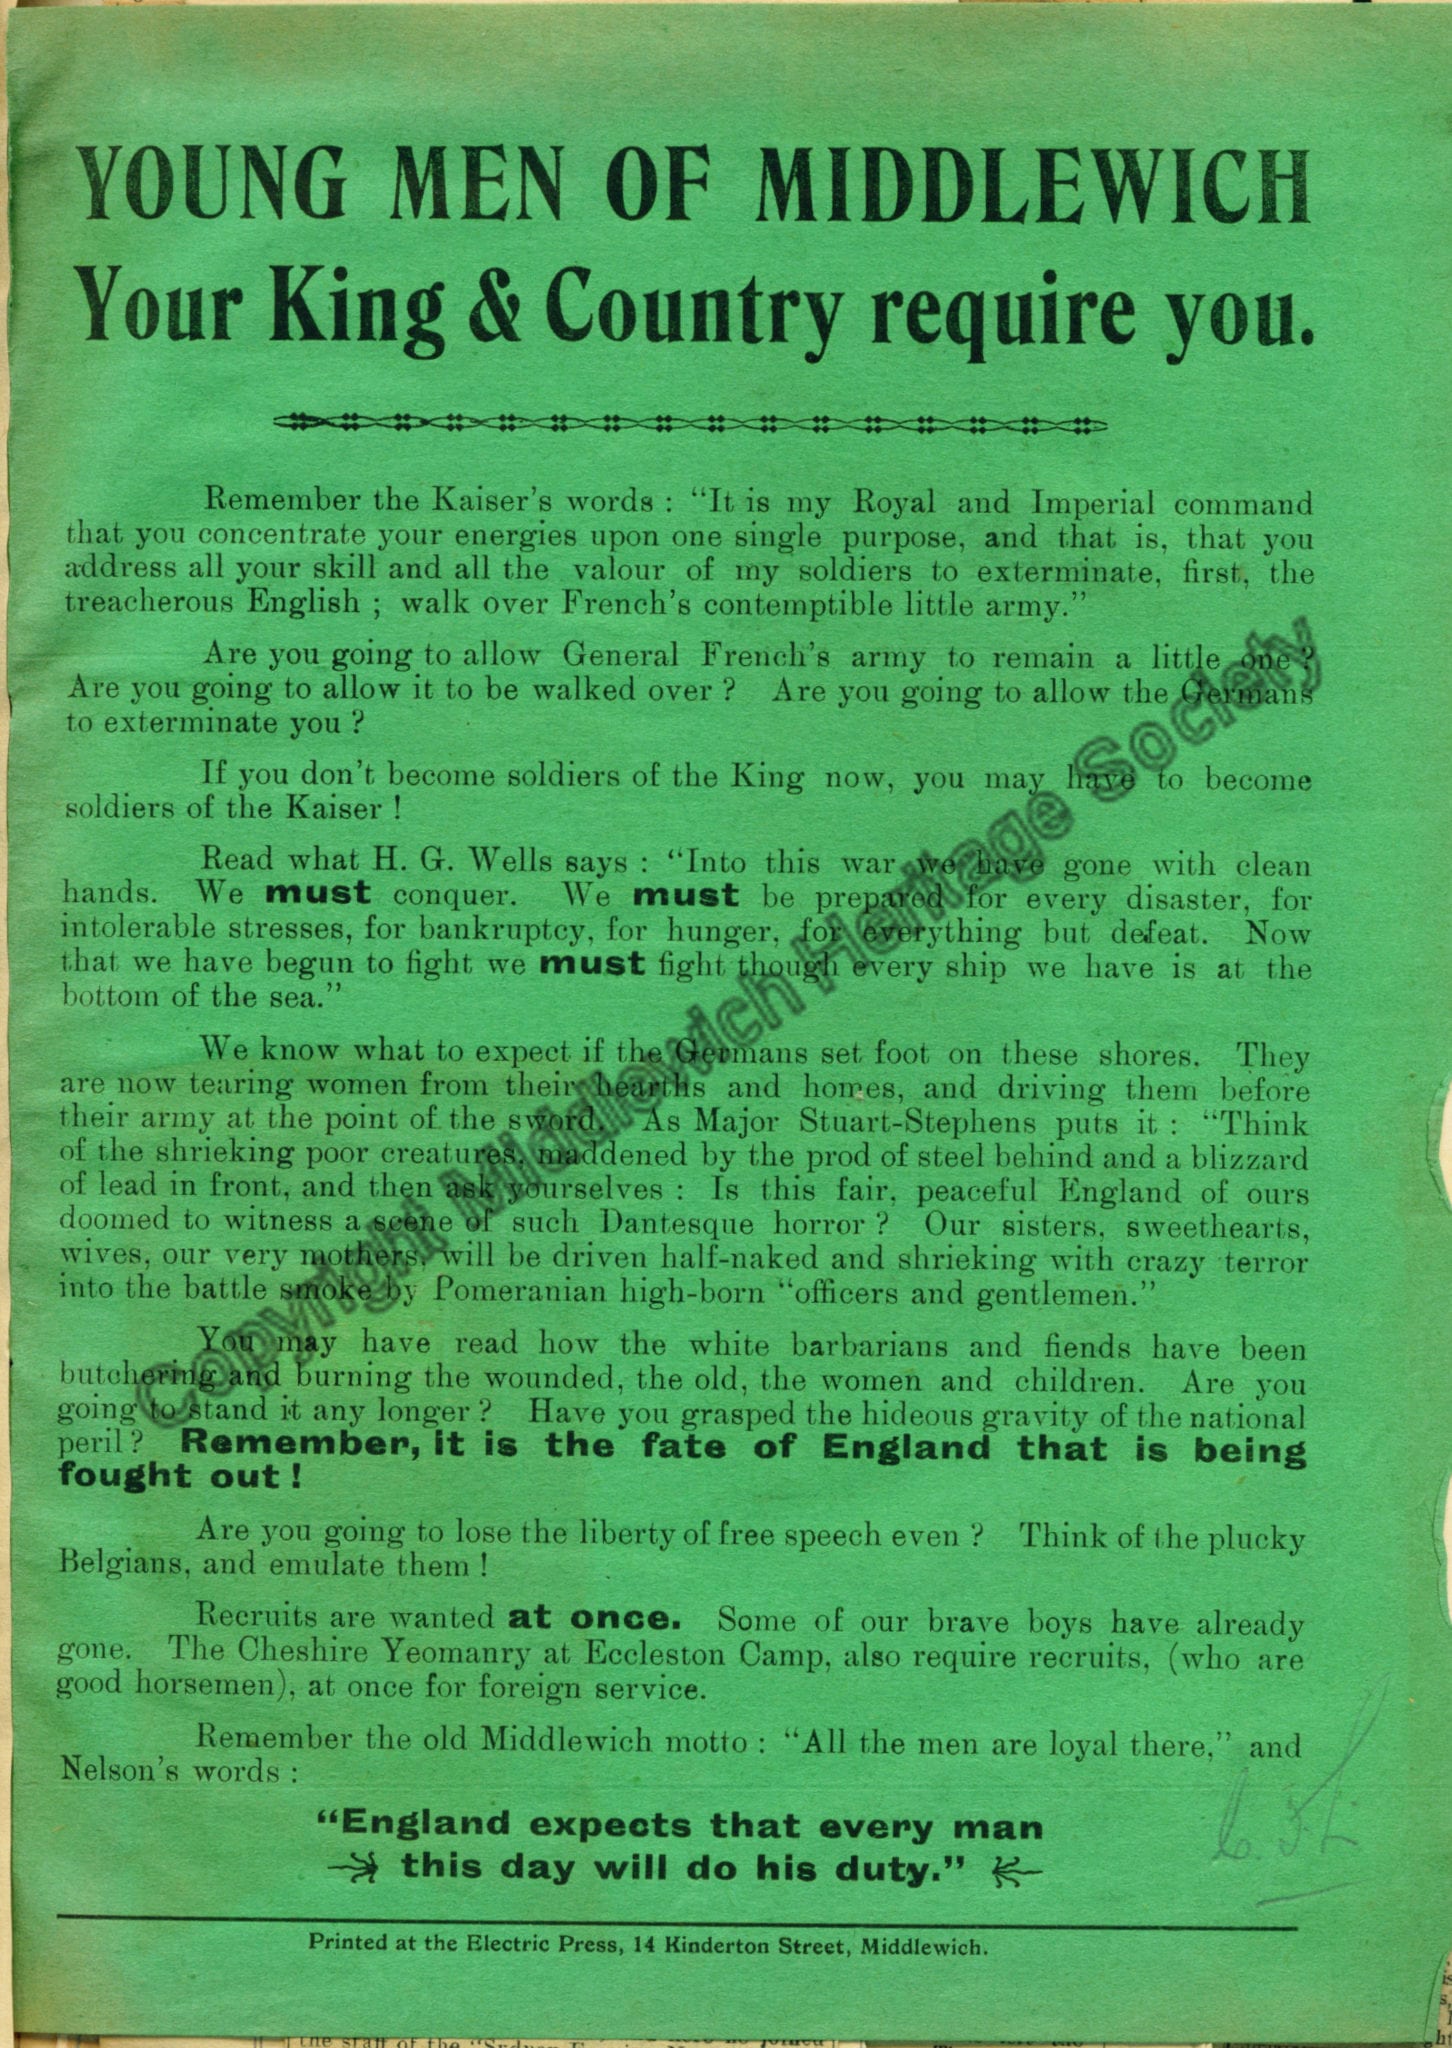 YOUNG MEN OF MIDDLEWICH
Your King & Country require you.
Remember the Kaiser's words : "It is my Royal and Imperial command
that you concentrate your energies upon one single purpose, and that is, that you
address all your skill and all the valour of my soldiers to exterminate, first, the
treacherous English ; walk over French's contemptible little army."
Are you going to allow General French's army to remain a little one ?
Are you going to allow it to be walked over ? Are you going to allow the Germans
to exterminate you ?
If you don't become soldiers of the King now, you may have to become
soldiers of the Kaiser !
Read what H. G. Wells says : "Into this war we have gone with clean
hands. We must conquer. We must be prepared for every disaster, for
intolerable stresses, for bankruptcy, for hunger, for everything but defeat. Now
that we have begun to fight we must fight though every ship we have is at the
bottom of the sea."
We know what to expect if the Germans set foot on these shores. They
are now tearing women from their hearths and homes, and driving them before
their army at the point of the sword. As Major Stuart-Stephens puts it : "Think
of the shrieking poor creatures, maddened by the prod of steel behind and a blizzard
of lead in front, and then ask yourselves : Is this fair, peaceful England of ours
doomed to witness a scene of such Dantesque horror ? Our sisters, sweethearts,
wives, our very mothers, will be driven half-naked and shrieking with crazy terror
into the battle smoke by Pomeranian high-born "officers and gentlemen."
You may have read how the white barbarians and fiends have been
butchering and burning the wounded, the old, the women and children. Are you
going to stand it any longer ? Have you grasped the hideous gravity of the national
peril ? Remember, it is the fate of England that is being
fought out !
Are you going to lose the liberty of free speech even ? Think of the plucky
Belgians, and emulate them !
Recruits are wanted at once. Some of our brave boys have already
gone. The Cheshire Yeomanry at Eccleston Camp, also require recruits, (who are
good horsemen), at once for foreign service.
Remember the old Middlewich motto : "All the men are loyal there," and
Nelson's words :
"England expects that every man
this day will do his duty."
C. F. L.
Printed at the Electric Press, 14 Kinderton Street, Middlewich.
Copyright Middlewich Heritage Society
the staff of the